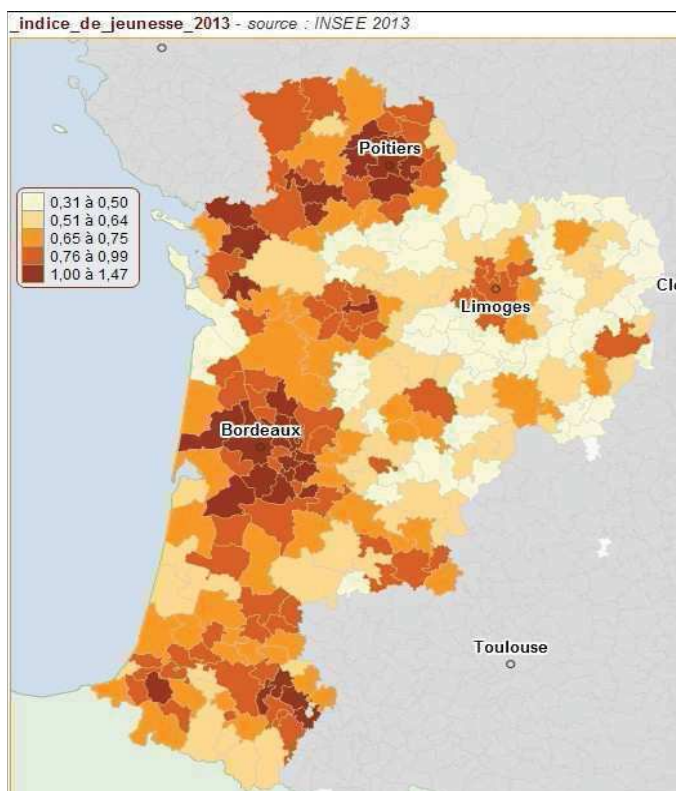 _indice_de_jeunesse_2013 - source : INSEE 2013
Poitiers
0,31 à 0,50
0,51 à 0,64
0,65 à 0,75
0,76 à 0,99
1,00 à 1,47
Limoges
Cle
Bordeaux
Toulouse